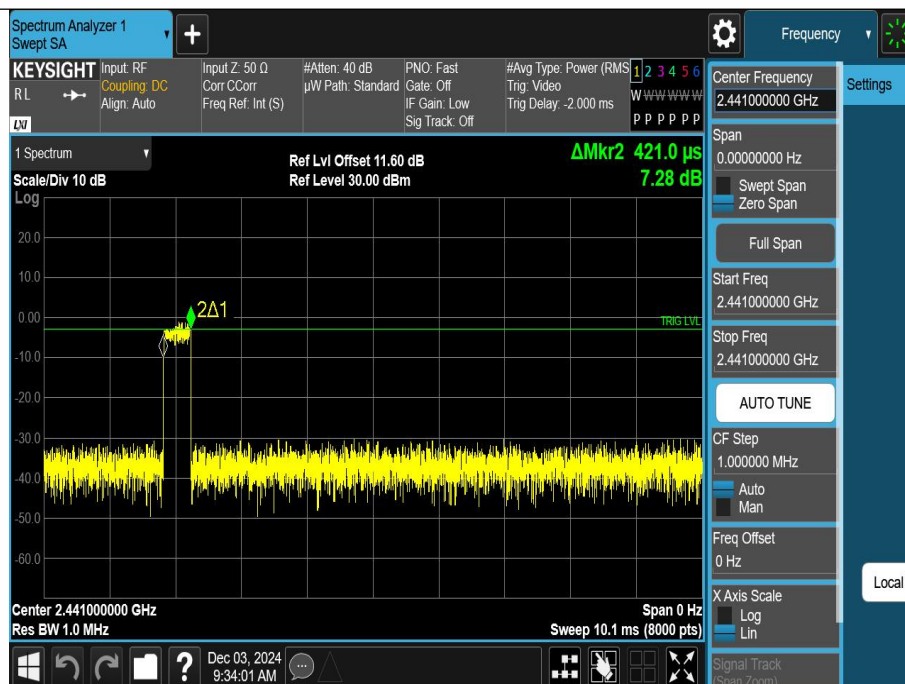 Spectrum Analyzer 1
Swept SA
+
Frequency
KEYSIGHT
RL
LXI
Input: RF
Coupling: DC
Align: Auto
Input Z: 50 Ω
Corr CCorr
Freq Ref: Int (S)
#Atten: 40 dB
µW Path: Standard
PNO: Fast
Gate: Off
IF Gain: Low
Sig Track: Off
#Avg Type: Power (RMS
Trig: Video
Trig Delay: -2.000 ms
1 2 3 4 5 6
W W W W W W
P P P P P P
1 Spectrum
Scale/Div 10 dB
Log
Ref Lvl Offset 11.60 dB
Ref Level 30.00 dBm
ΔMkr2 421.0 µs
7.28 dB
20.0
10.0
0.00
-10.0
-20.0
-30.0
-40.0
-50.0
-60.0
2Δ1
TRIG LVL
Center 2.441000000 GHz
Res BW 1.0 MHz
Span 0 Hz
Sweep 10.1 ms (8000 pts)
Center Frequency
2.441000000 GHz
Span
0.00000000 Hz
Swept Span
Zero Span
Full Span
Start Freq
2.441000000 GHz
Stop Freq
2.441000000 GHz
AUTO TUNE
CF Step
1.000000 MHz
Auto
Man
Freq Offset
0 Hz
X Axis Scale
Log
Lin
Signal Track
(Span Zoom)
Settings
Local
?
Dec 03, 2024
9:34:01 AM